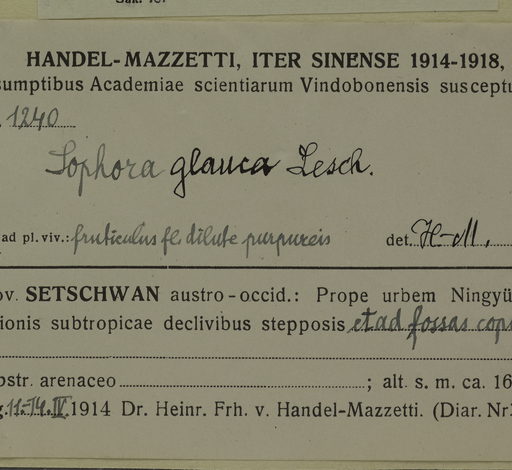 HANDEL-MAZZETTI, ITER SINENSE 1914-1918,
sumptibus Academiae scientiarum Vindobonensis susceptu
1240
Sophora glauca Lesch.
ad pl. viv.: fruticulus fl. dilute purpureis det. H-M.
ov. SETSCHWAN austro-occid.: Prope urbem Ningyü
ionis subtropicae declivibus stepposis et ad fossas cop
bstr. arenaceo ; alt. s. m. ca. 16
g. 11.-14. IV. 1914 Dr. Heinr. Frh. v. Handel-Mazzetti. (Diar. Nr